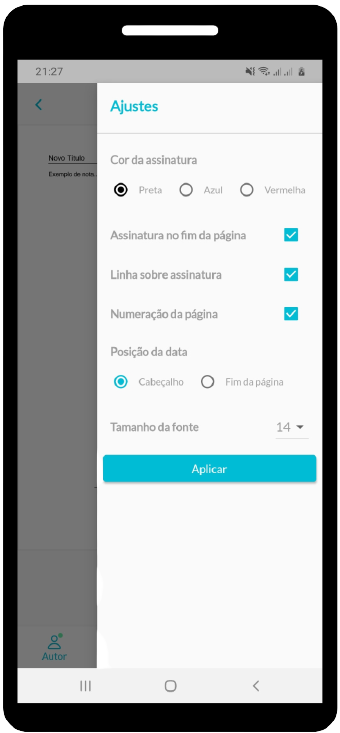 21:27
Ajustes
Cor da assinatura
Preta Azul Vermelha
Novo Título
Exemplo de nota
Assinatura no fim da página
Linha sobre assinatura
Numeração da página
Posição da data
Cabeçalho Fim da página
Tamanho da fonte 14
Aplicar
Autor